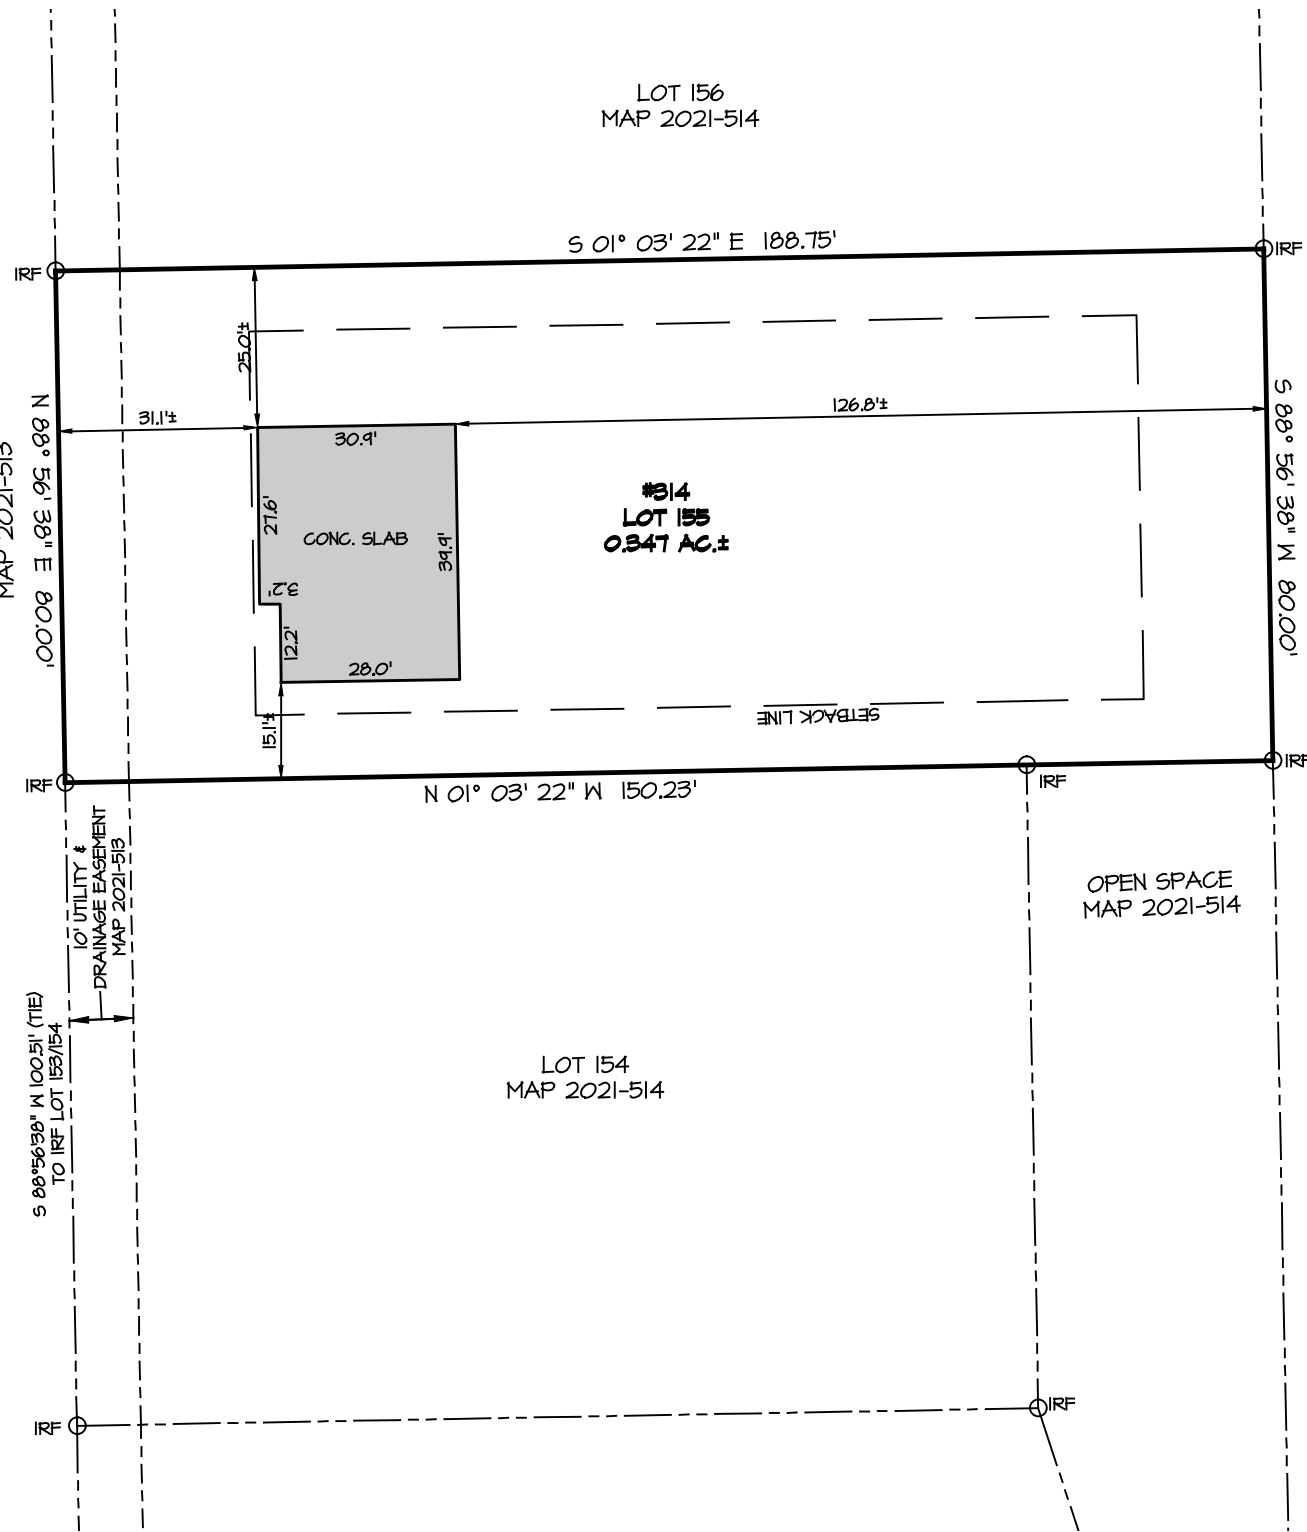 LOT 156
MAP 2021-514
S 01° 03' 22" E 188.75'
IRF
IRF
25.0'±
31.1'±
126.8'±
30.9'
MAP 2021-513
N 88° 56' 38" E 80.00'
S 88° 56' 38" W 80.00'
27.6'
CONC. SLAB
39.9'
#314
LOT 155
0.347 AC.±
3.2'
12.2'
28.0'
15.1'±
SETBACK LINE
IRF
IRF
IRF
N 01° 03' 22" W 150.23'
10' UTILITY &
DRAINAGE EASEMENT
MAP 2021-513
OPEN SPACE
MAP 2021-514
S 88°56'38" W 100.51' (TIE)
TO IRF LOT 153/154
LOT 154
MAP 2021-514
IRF
IRF